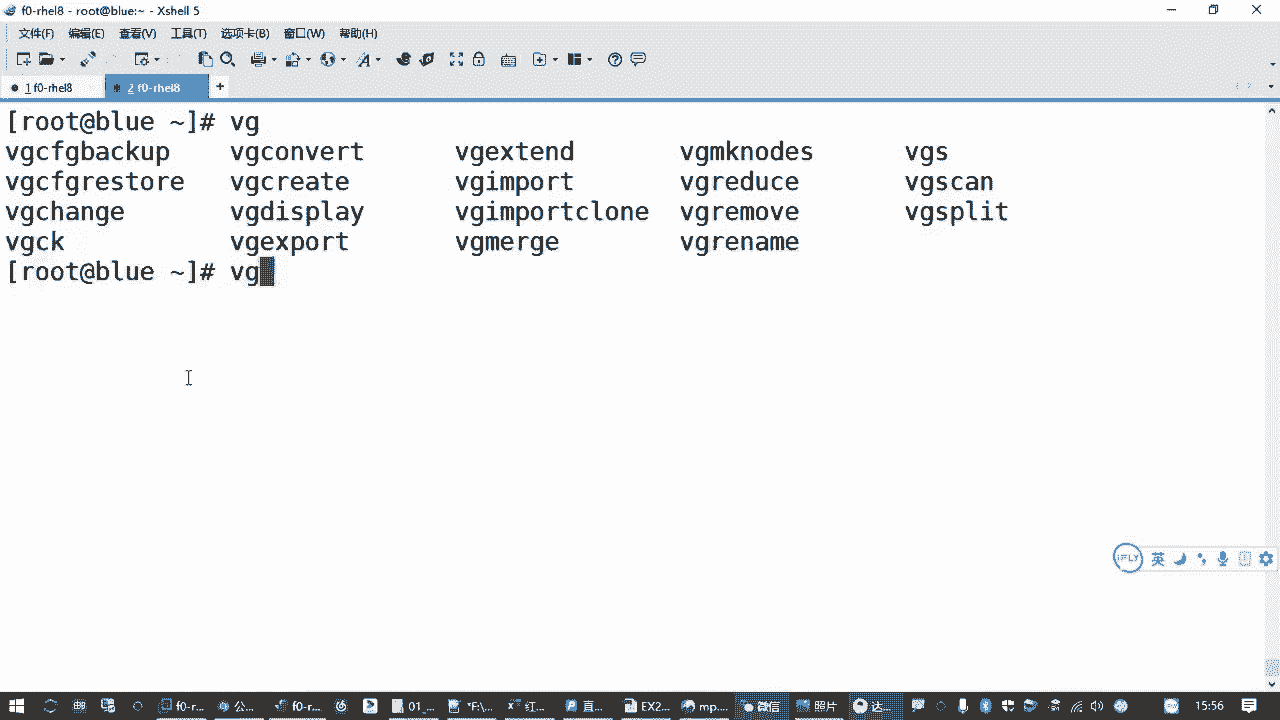 f0-rhel8 - root@blue:~ - Xshell 5
文件(F) 编辑(E) 查看(V) 工具(T) 选项卡(B) 窗口(W) 帮助(H)
1 f0-rhel8 2 f0-rhel8 +
[root@blue ~]# vg
vgcfgbackup vgconvert vgextend vgmknodes vgs
vgcfgrestore vgcreate vgimport vgreduce vgscan
vgchange vgdisplay vgimportclone vgremove vgsplit
vgck vgexport vgmerge vgrename
[root@blue ~]# vg
iFLY 英
f0-r... 公... f0-r... 01_... *F:\... 红... 直... EX2... mp... 微信 照片 达... 15:56